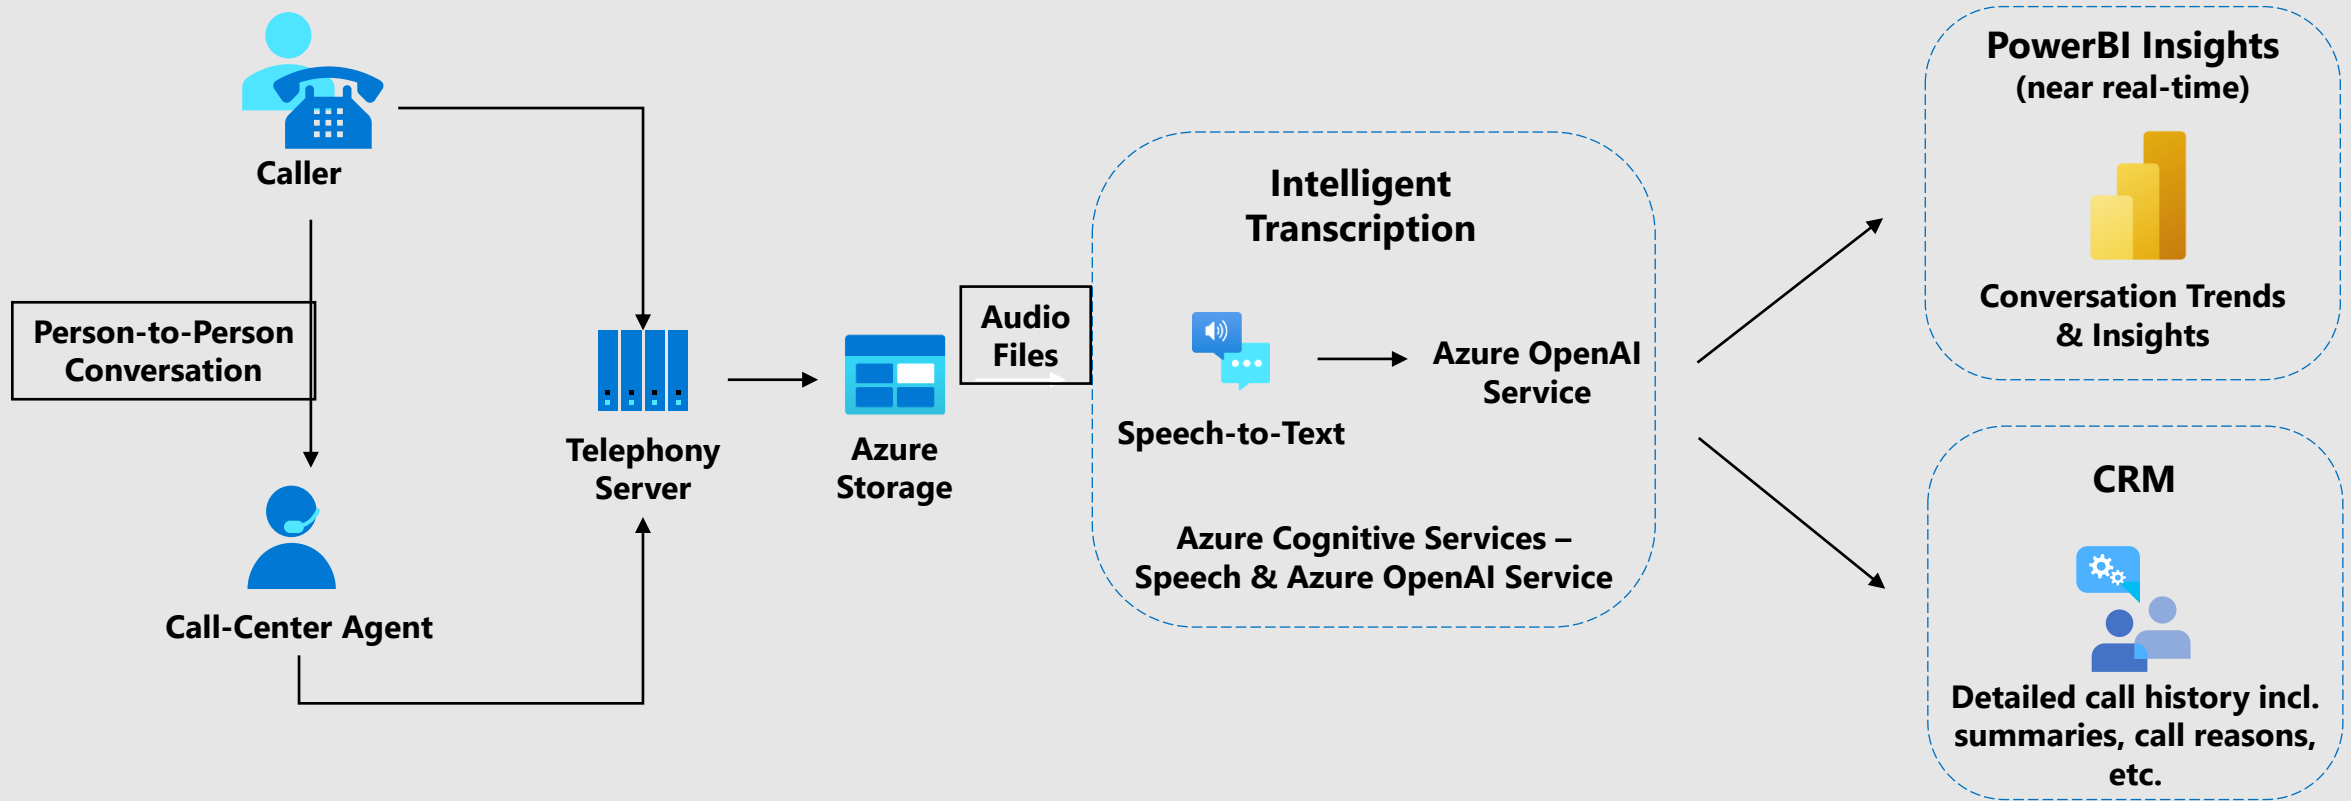 Caller
Person-to-Person
Conversation
Call-Center Agent
Telephony
Server
Azure
Storage
Audio
Files
Intelligent
Transcription
Speech-to-Text
Azure OpenAI
Service
Azure Cognitive Services –
Speech & Azure OpenAI Service
PowerBI Insights
(near real-time)
Conversation Trends
& Insights
CRM
Detailed call history incl.
summaries, call reasons,
etc.